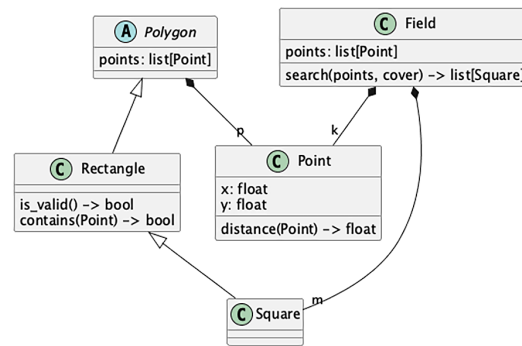 A Polygon
points: list[Point]
C Field
points: list[Point]
search(points, cover) -> list[Square]
p
k
C Rectangle
is_valid() -> bool
contains(Point) -> bool
C Point
x: float
y: float
distance(Point) -> float
C Square
m